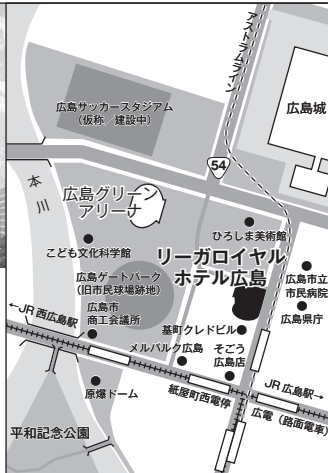 アストラムライン
広島サッカースタジアム
（仮称／建設中）
広島城
54
本川
広島グリーン
アリーナ
ひろしま美術館
こども文化科学館
リーガロイヤル
ホテル広島
広島ゲートパーク
（旧市民球場跡地）
広島市立
市民病院
広島県庁
←JR 西広島駅
広島市
商工会議所
基町クレドビル
メルパルク広島
そごう
広島店
JR 広島駅→
原爆ドーム
紙屋町西電停
広電（路面電車）
平和記念公園